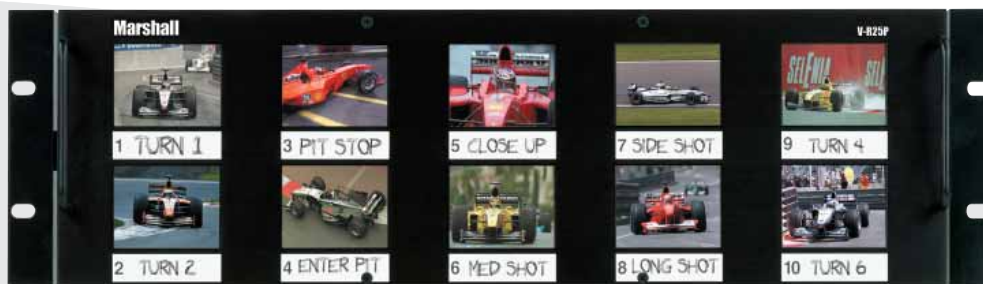 Marshall
V-R25P
SELENIA SEL
1 TURN 1
3 PIT STOP
5 CLOSE UP
7 SIDE SHOT
9 TURN 4
2 TURN 2
4 ENTER PIT
6 MED SHOT
8 LONG SHOT
10 TURN 6